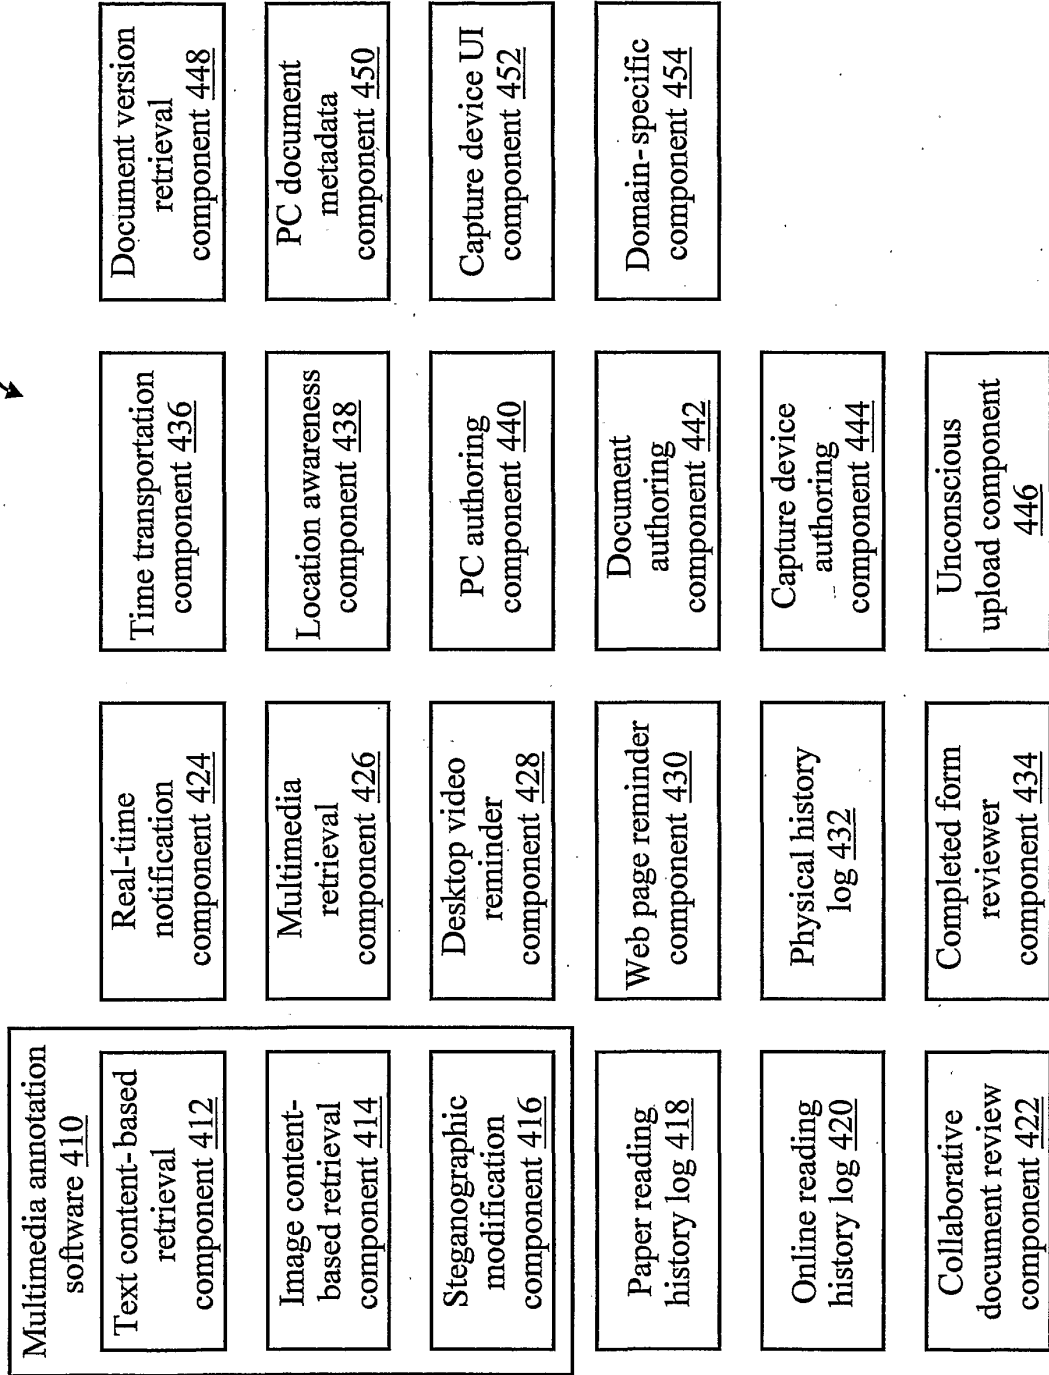 Multimedia annotation
software 410
Text content-based
retrieval
component 412
Image content-
based retrieval
component 414
Steganographic
modification
component 416
Paper reading
history log 418
Online reading
history log 420
Collaborative
document review
component 422
Real-time
notification
component 424
Multimedia
retrieval
component 426
Desktop video
reminder
component 428
Web page reminder
component 430
Physical history
log 432
Completed form
reviewer
component 434
Time transportation
component 436
Location awareness
component 438
PC authoring
component 440
Document
authoring
component 442
Capture device
authoring
component 444
Unconscious
upload component
446
Document version
retrieval
component 448
PC document
metadata
component 450
Capture device UI
component 452
Domain-specific
component 454